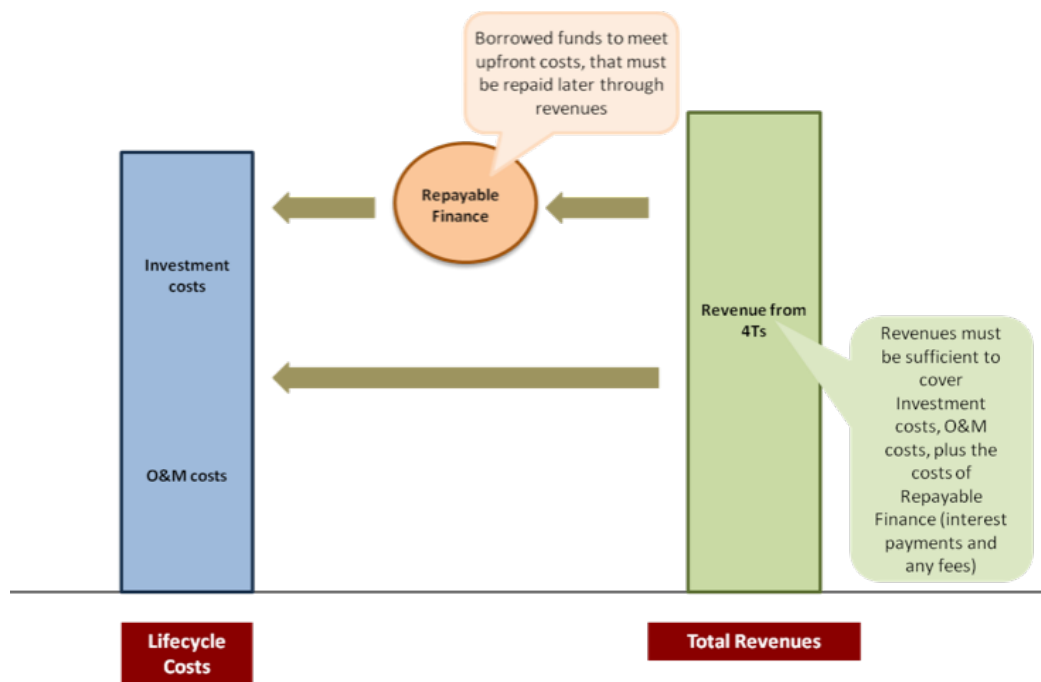 Borrowed funds to meet
upfront costs, that must
be repaid later through
revenues
Repayable
Finance
Investment
costs
Revenue from
4Ts
Revenues must
be sufficient to
cover
Investment
costs, O&M
costs, plus the
costs of
Repayable
Finance (interest
payments and
any fees)
O&M costs
Lifecycle
Costs
Total Revenues